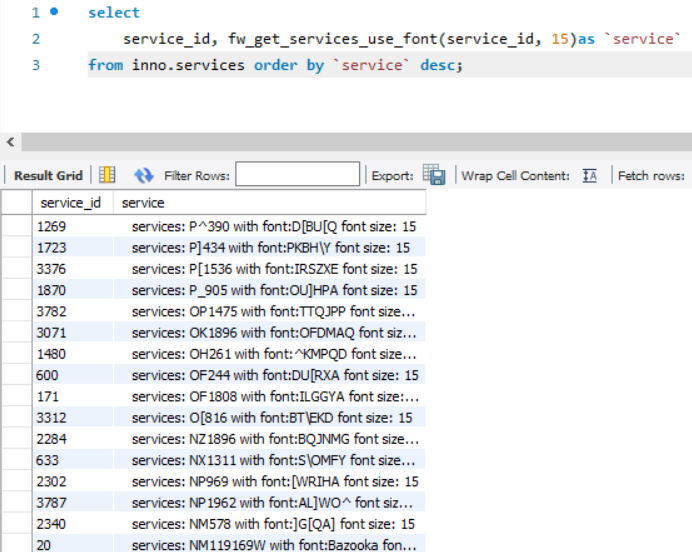 1 select
2 service_id, fw_get_services_use_font(service_id, 15)as `service`
3 from inno.services order by `service` desc;
Result Grid Filter Rows: Export: Wrap Cell Content: Fetch rows:
service_id service
1269 services: P^390 with font:D[BU[Q font size: 15
1723 services: P]434 with font:PKBH\Y font size: 15
3376 services: P[1536 with font:IRSZXE font size: 15
1870 services: P_905 with font:OU]HPA font size: 15
3782 services: OP1475 with font:TTQJPP font size...
3071 services: OK1896 with font:OFDMAQ font siz...
1480 services: OH261 with font:^KMPQD font size...
600 services: OF244 with font:DU[RXA font size: 15
171 services: OF1808 with font:ILGGYA font size:...
3312 services: O[816 with font:BT\EKD font size: 15
2284 services: NZ1896 with font:BQJNMG font size...
633 services: NX1311 with font:S\OMFY font size...
2302 services: NP969 with font:[WRIHA font size: 15
3787 services: NP1962 with font:AL]WO^ font siz...
2340 services: NM578 with font:]G[QA] font size: 15
20 services: NM119169W with font:Bazooka fon...